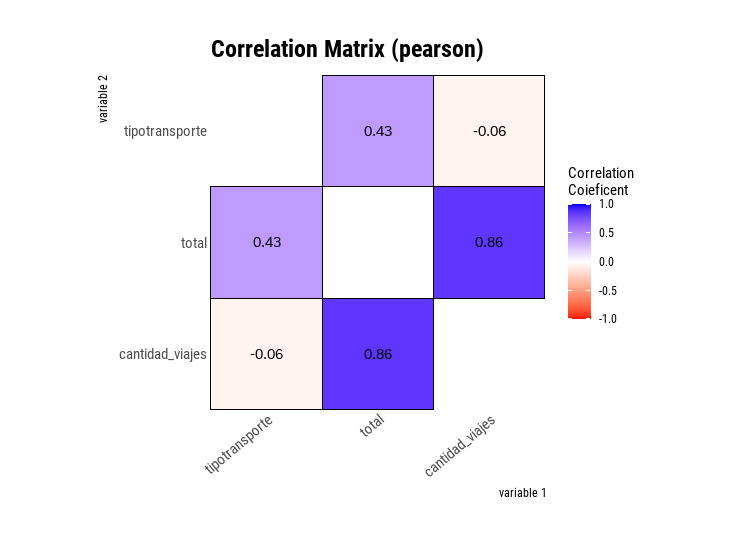 Correlation Matrix (pearson)
variable 2
tipotransporte
0.43
-0.06
total
0.43
0.86
cantidad_viajes
-0.06
0.86
tipotransporte
total
cantidad_viajes
variable 1
Correlation
Coieficent
1.0
0.5
0.0
-0.5
-1.0